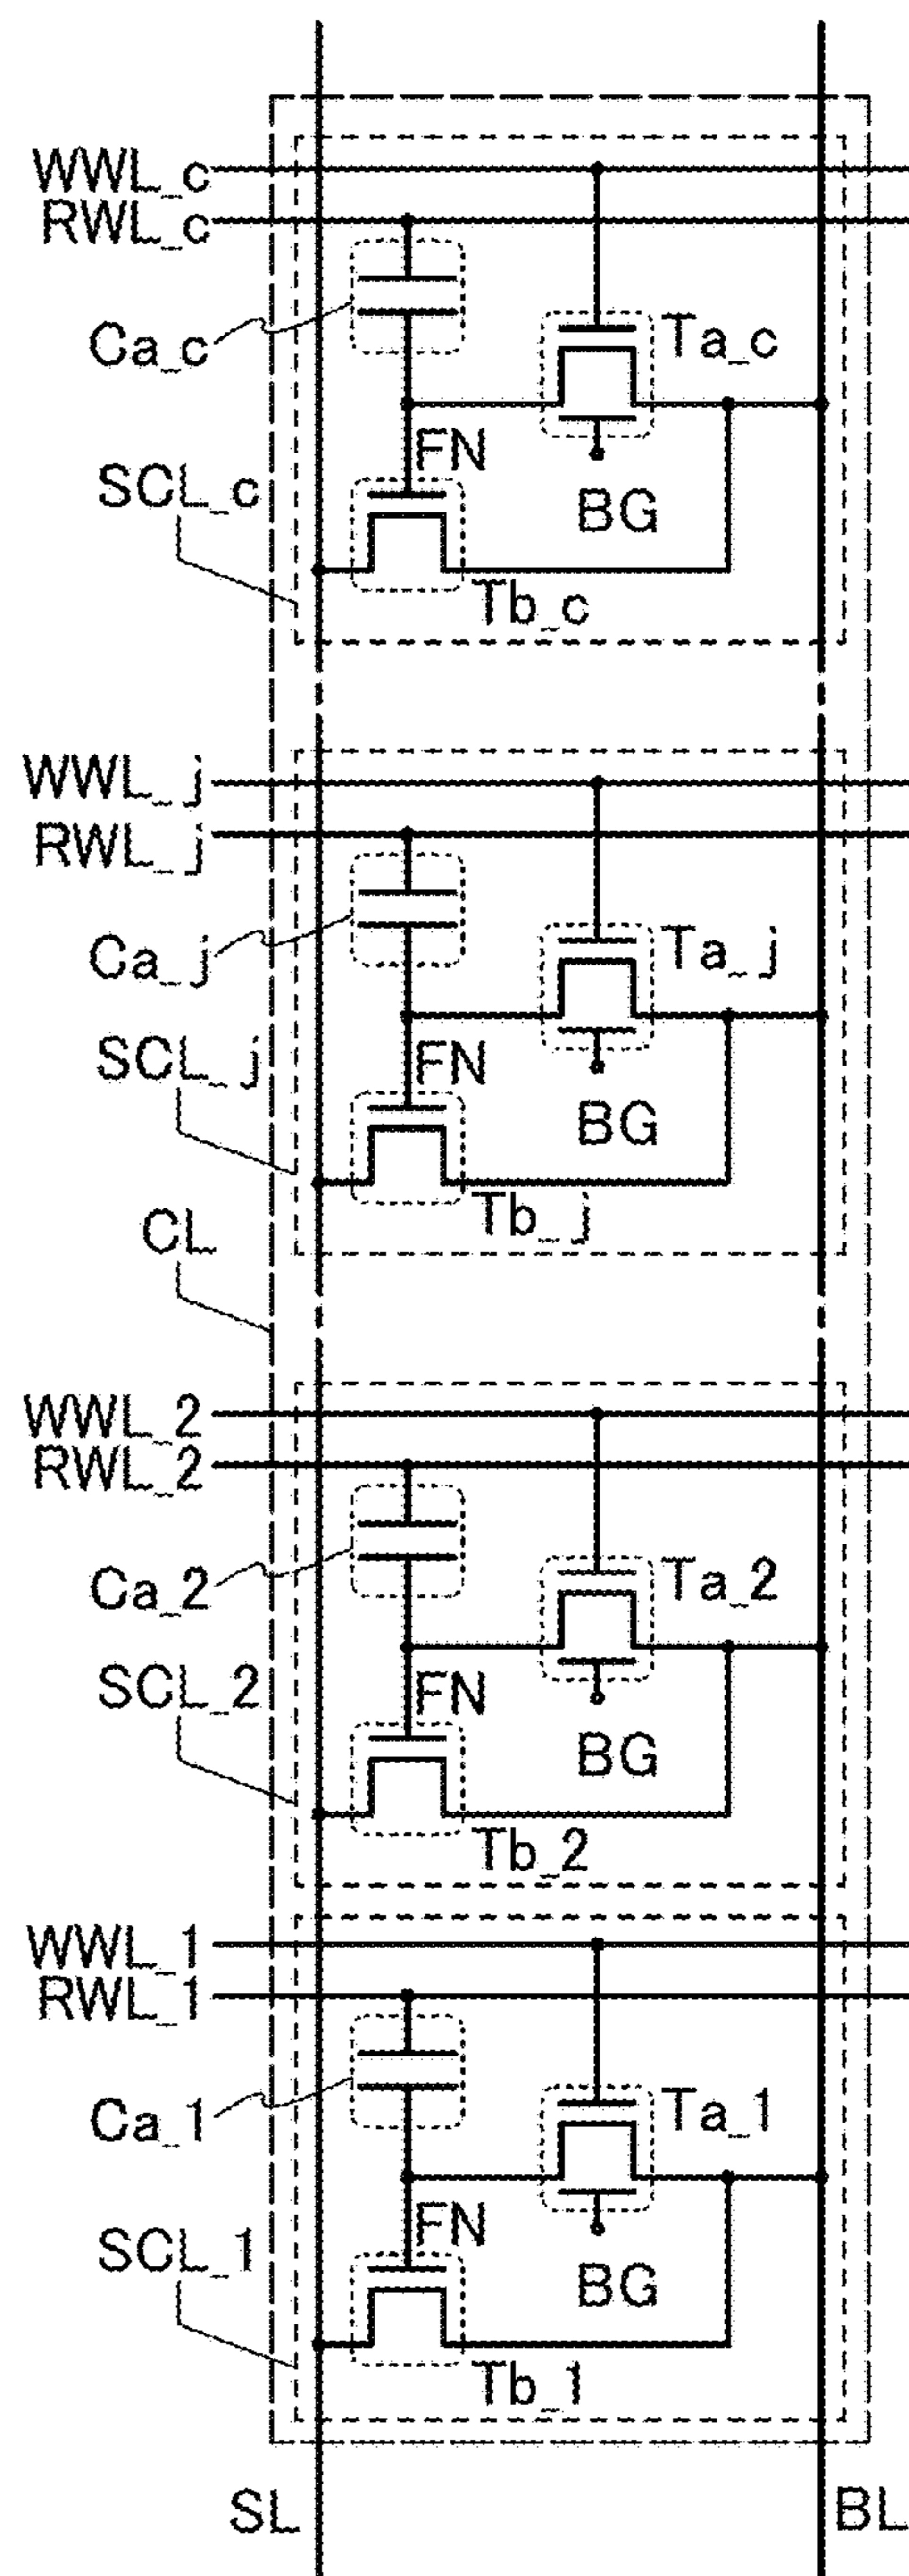 WWL_c
RWL_c
Ca_c
Ta_c
FN
SCL_c
BG
Tb_c
WWL_j
RWL_j
Ca_j
Ta_j
FN
SCL_j
BG
Tb_j
CL
WWL_2
RWL_2
Ca_2
Ta_2
FN
SCL_2
BG
Tb_2
WWL_1
RWL_1
Ca_1
Ta_1
FN
SCL_1
BG
Tb_1
SL
BL